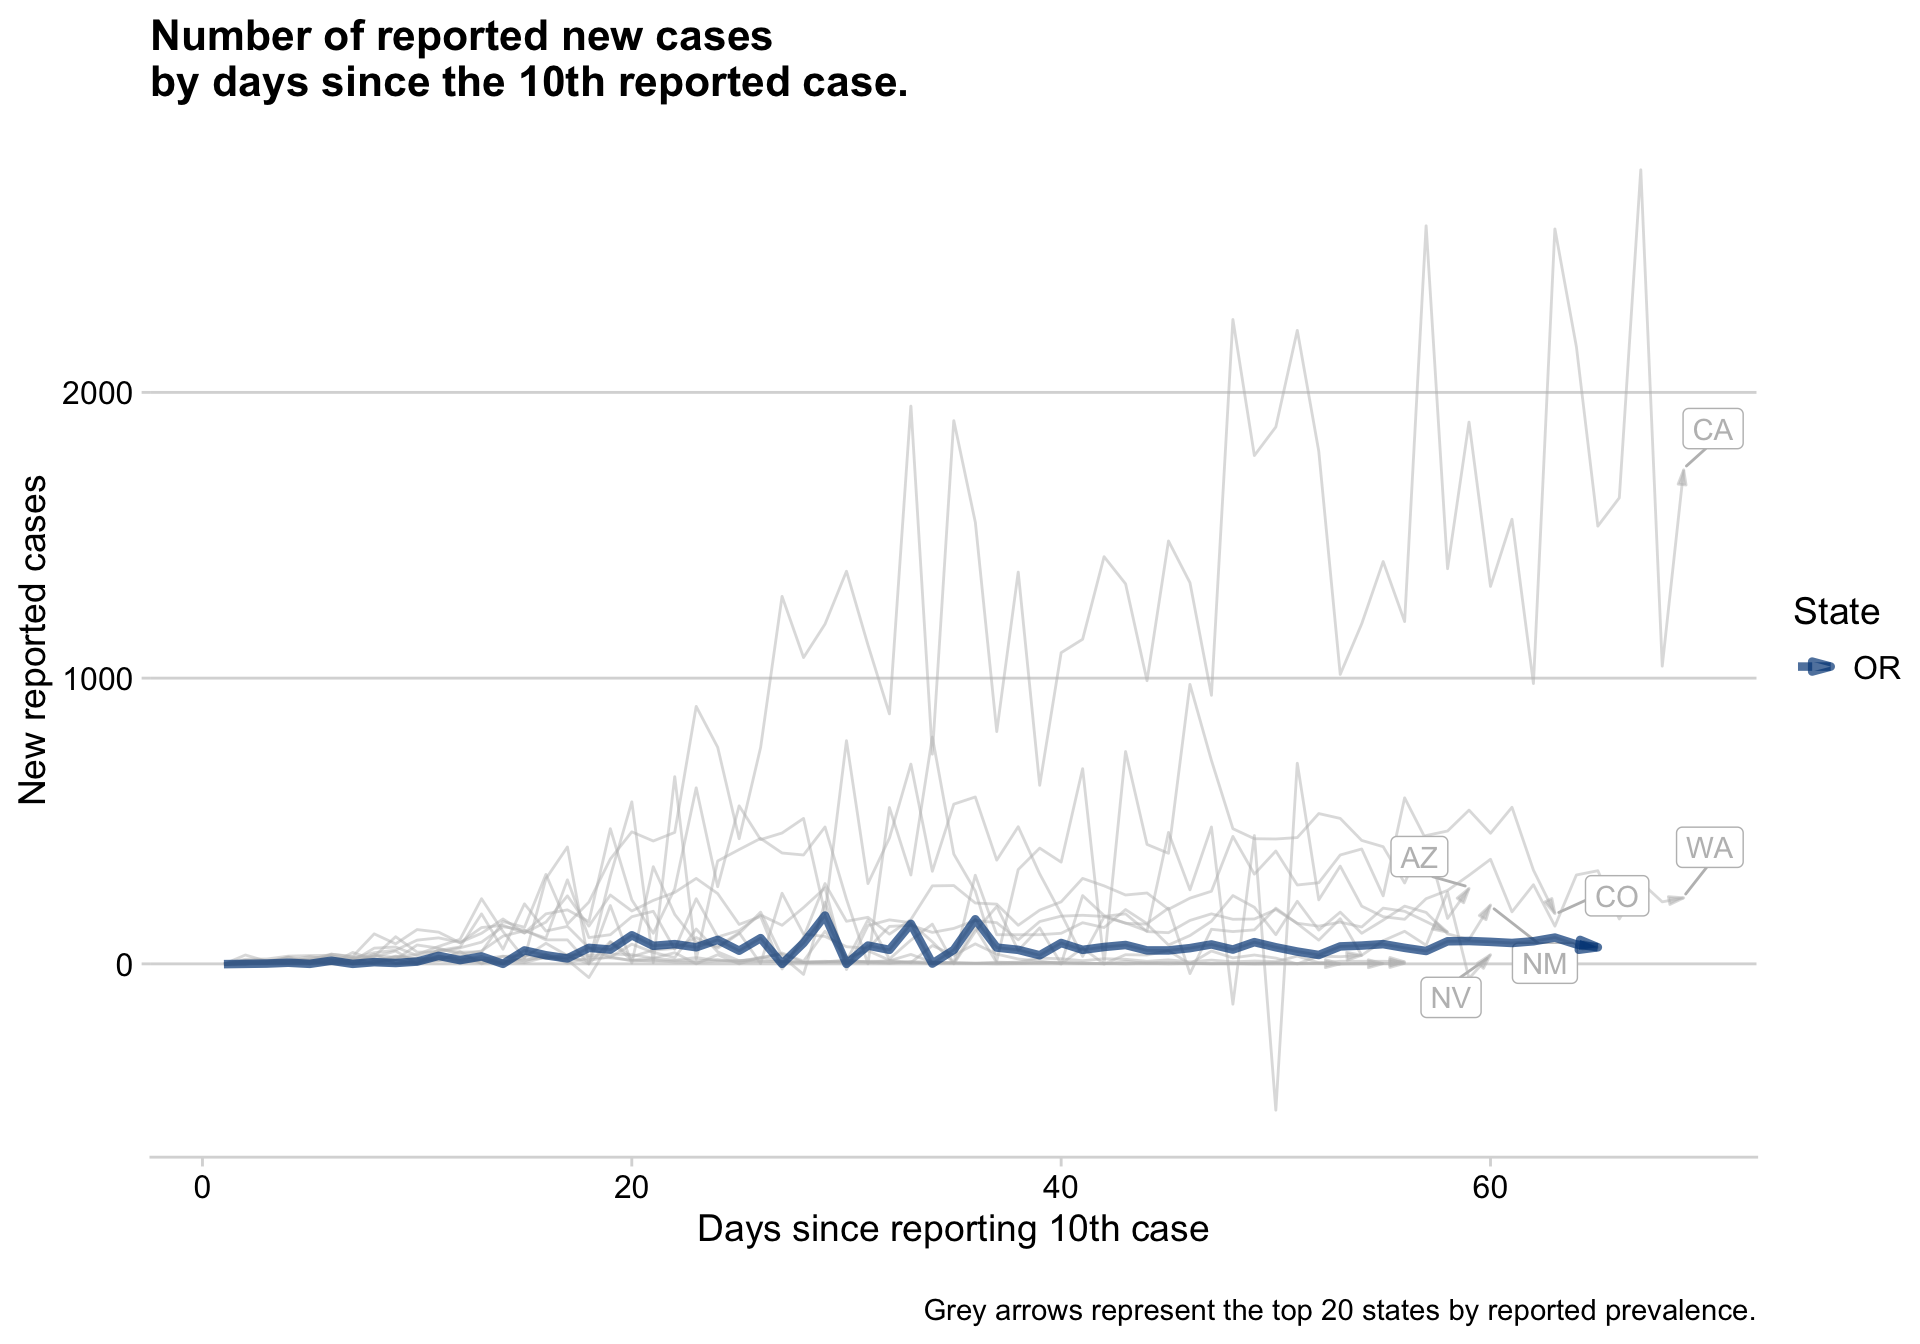 Number of reported new cases
by days since the 10th reported case.
New reported cases
2000
1000
0
CA
WA
AZ
CO
NM
NV
State
OR
0
20
40
60
Days since reporting 10th case
Grey arrows represent the top 20 states by reported prevalence.